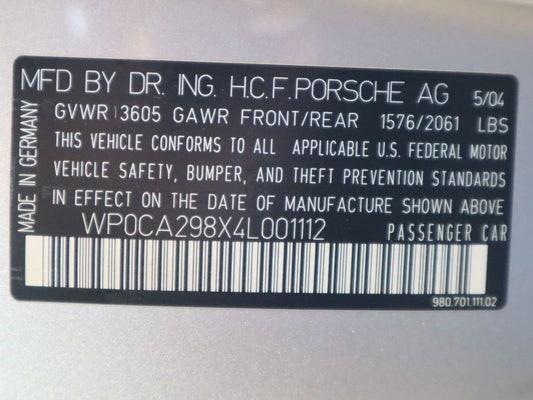 MFD BY DR. ING. H.C.F.PORSCHE AG 5/04
GVWR 3605 GAWR FRONT/REAR 1576/2061 LBS
THIS VEHICLE CONFORMS TO ALL APPLICABLE U.S. FEDERAL MOTOR
VEHICLE SAFETY, BUMPER, AND THEFT PREVENTION STANDARDS
IN EFFECT ON THE DATE OF MANUFACTURE SHOWN ABOVE
WP0CA298X4L001112 PASSENGER CAR
980.701.111.02
MADE IN GERMANY